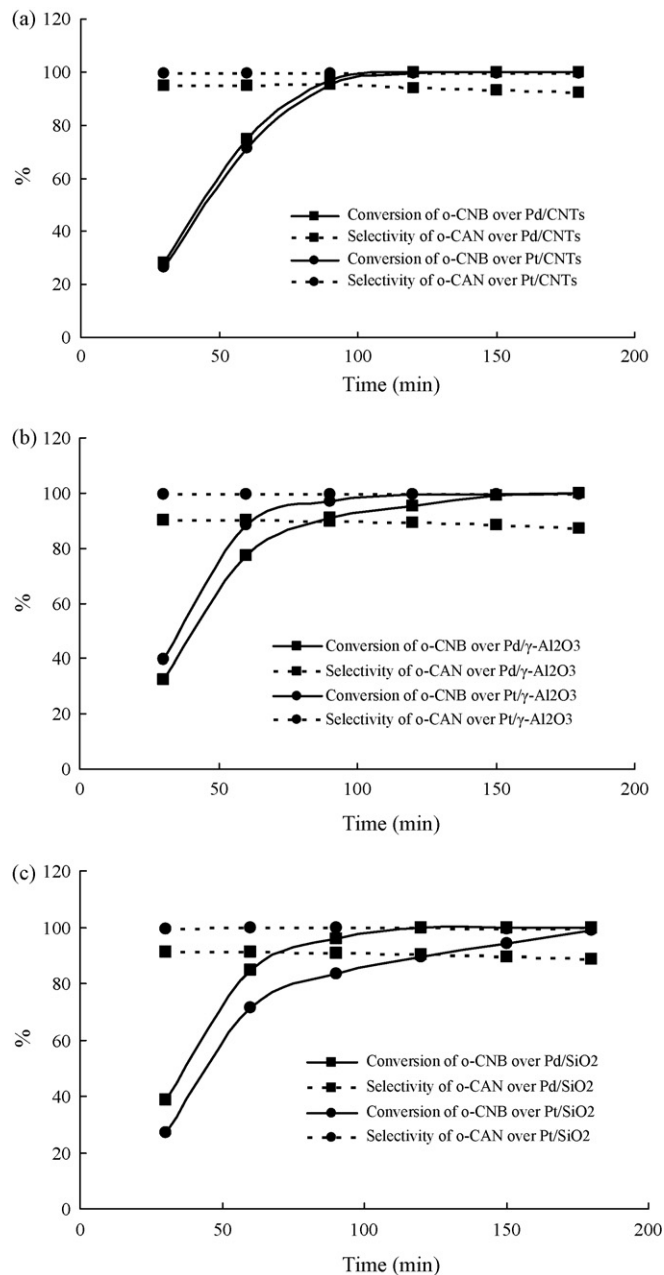 (a)
120
100
80
60
40
20
0
%
Conversion of o-CNB over Pd/CNTs
Selectivity of o-CAN over Pd/CNTs
Conversion of o-CNB over Pt/CNTs
Selectivity of o-CAN over Pt/CNTs
0 50 100 150 200
Time (min)
(b)
120
100
80
60
40
20
0
%
Conversion of o-CNB over Pd/γ-Al2O3
Selectivity of o-CAN over Pd/γ-Al2O3
Conversion of o-CNB over Pt/γ-Al2O3
Selectivity of o-CAN over Pt/γ-Al2O3
0 50 100 150 200
Time (min)
(c)
120
100
80
60
40
20
0
%
Conversion of o-CNB over Pd/SiO2
Selectivity of o-CAN over Pd/SiO2
Conversion of o-CNB over Pt/SiO2
Selectivity of o-CAN over Pt/SiO2
0 50 100 150 200
Time (min)